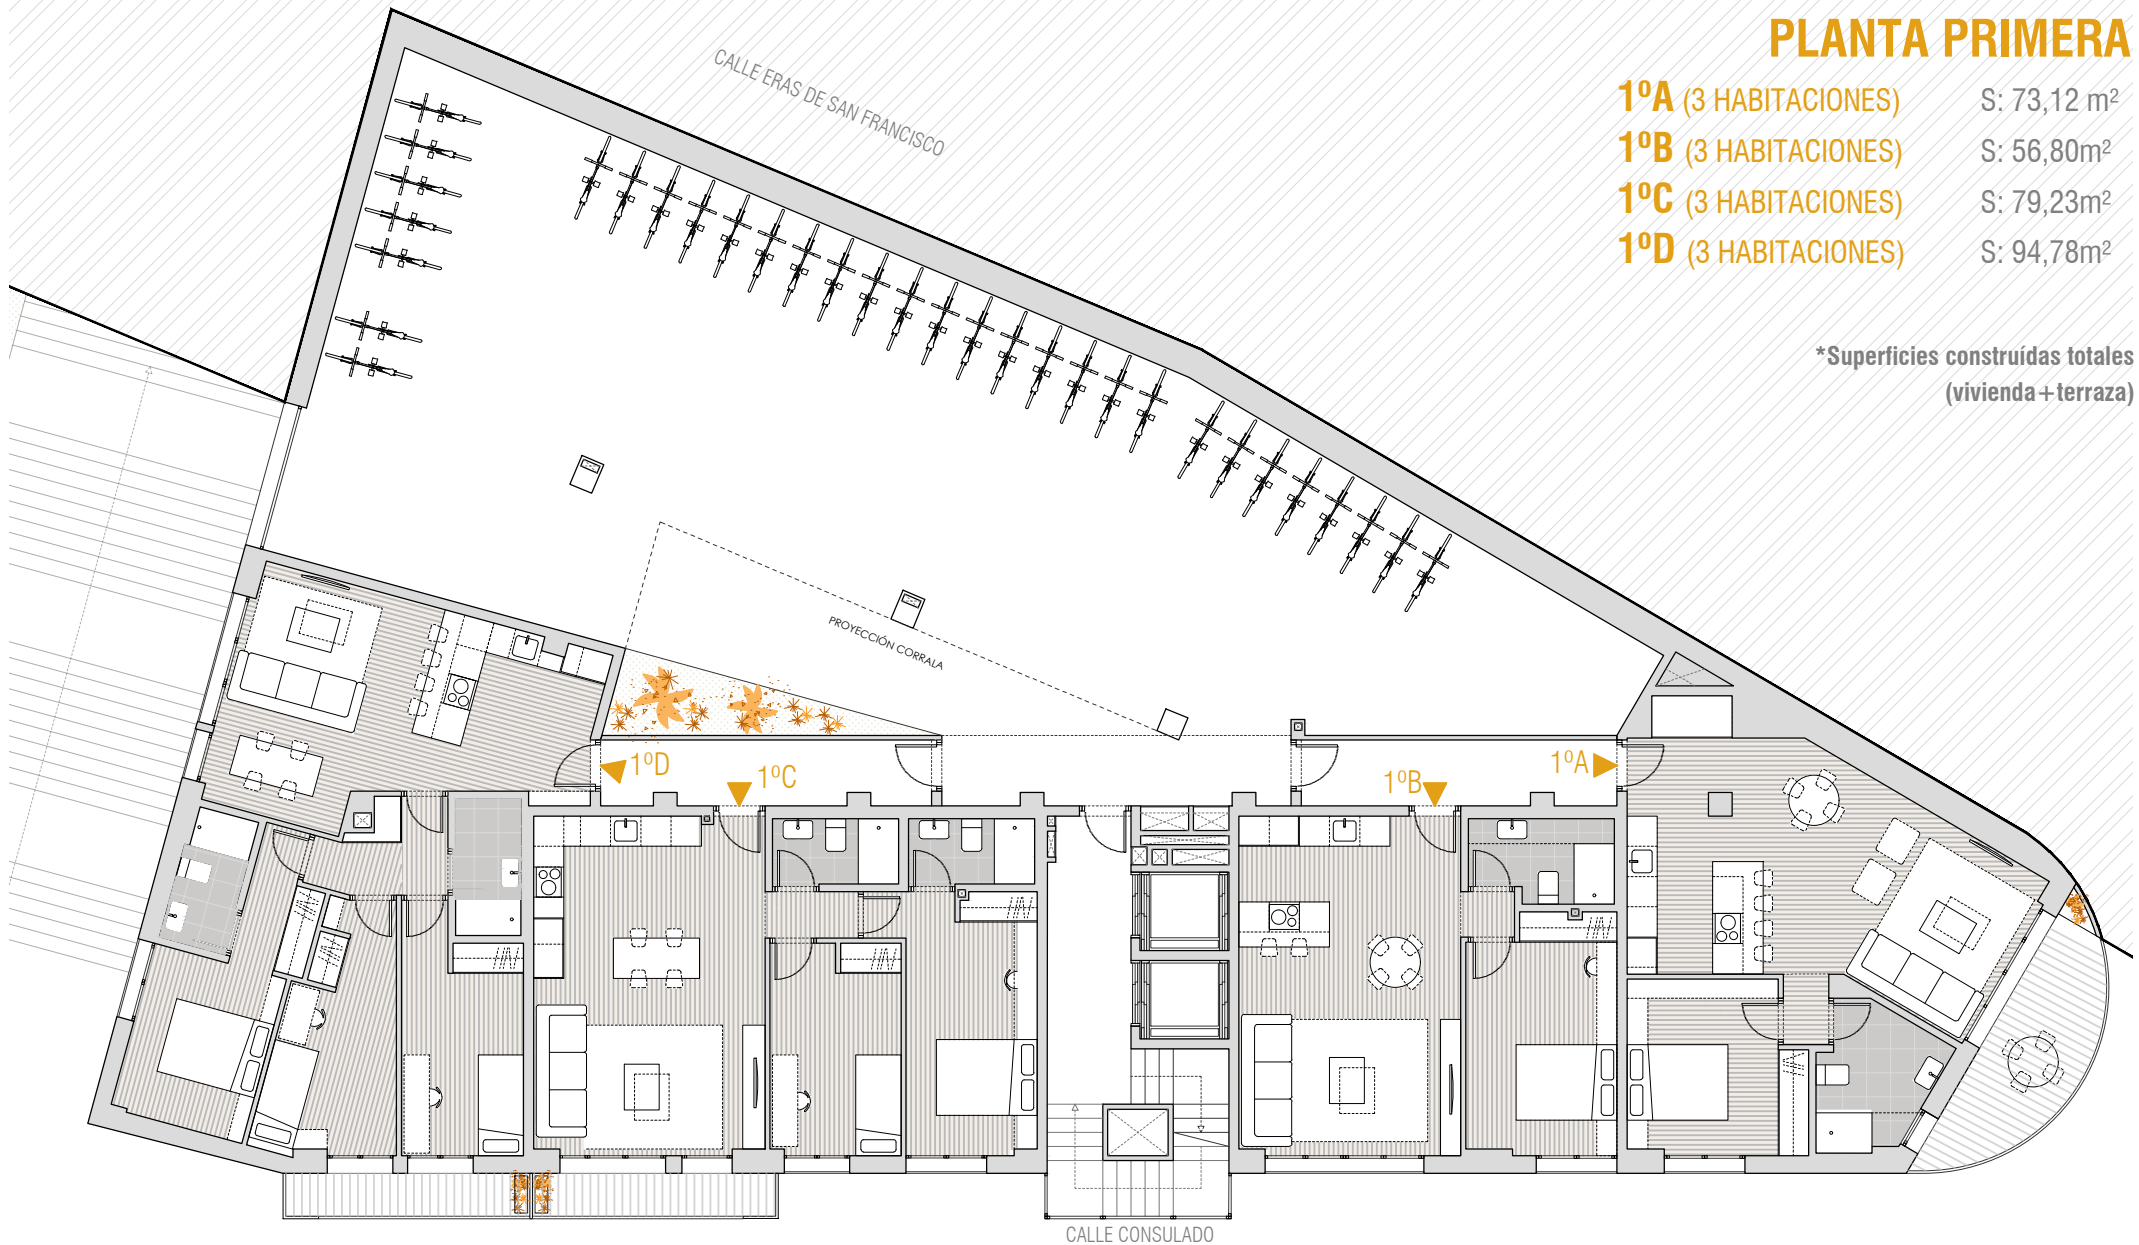 PLANTA PRIMERA
1ºA (3 HABITACIONES) S: 73,12 m²
1ºB (3 HABITACIONES) S: 56,80m²
1ºC (3 HABITACIONES) S: 79,23m²
1ºD (3 HABITACIONES) S: 94,78m²
*Superficies construídas totales
(vivienda+terraza)
CALLE ERAS DE SAN FRANCISCO
PROYECCIÓN CORRALA
1ºD
1ºC
1ºB
1ºA
CALLE CONSULADO